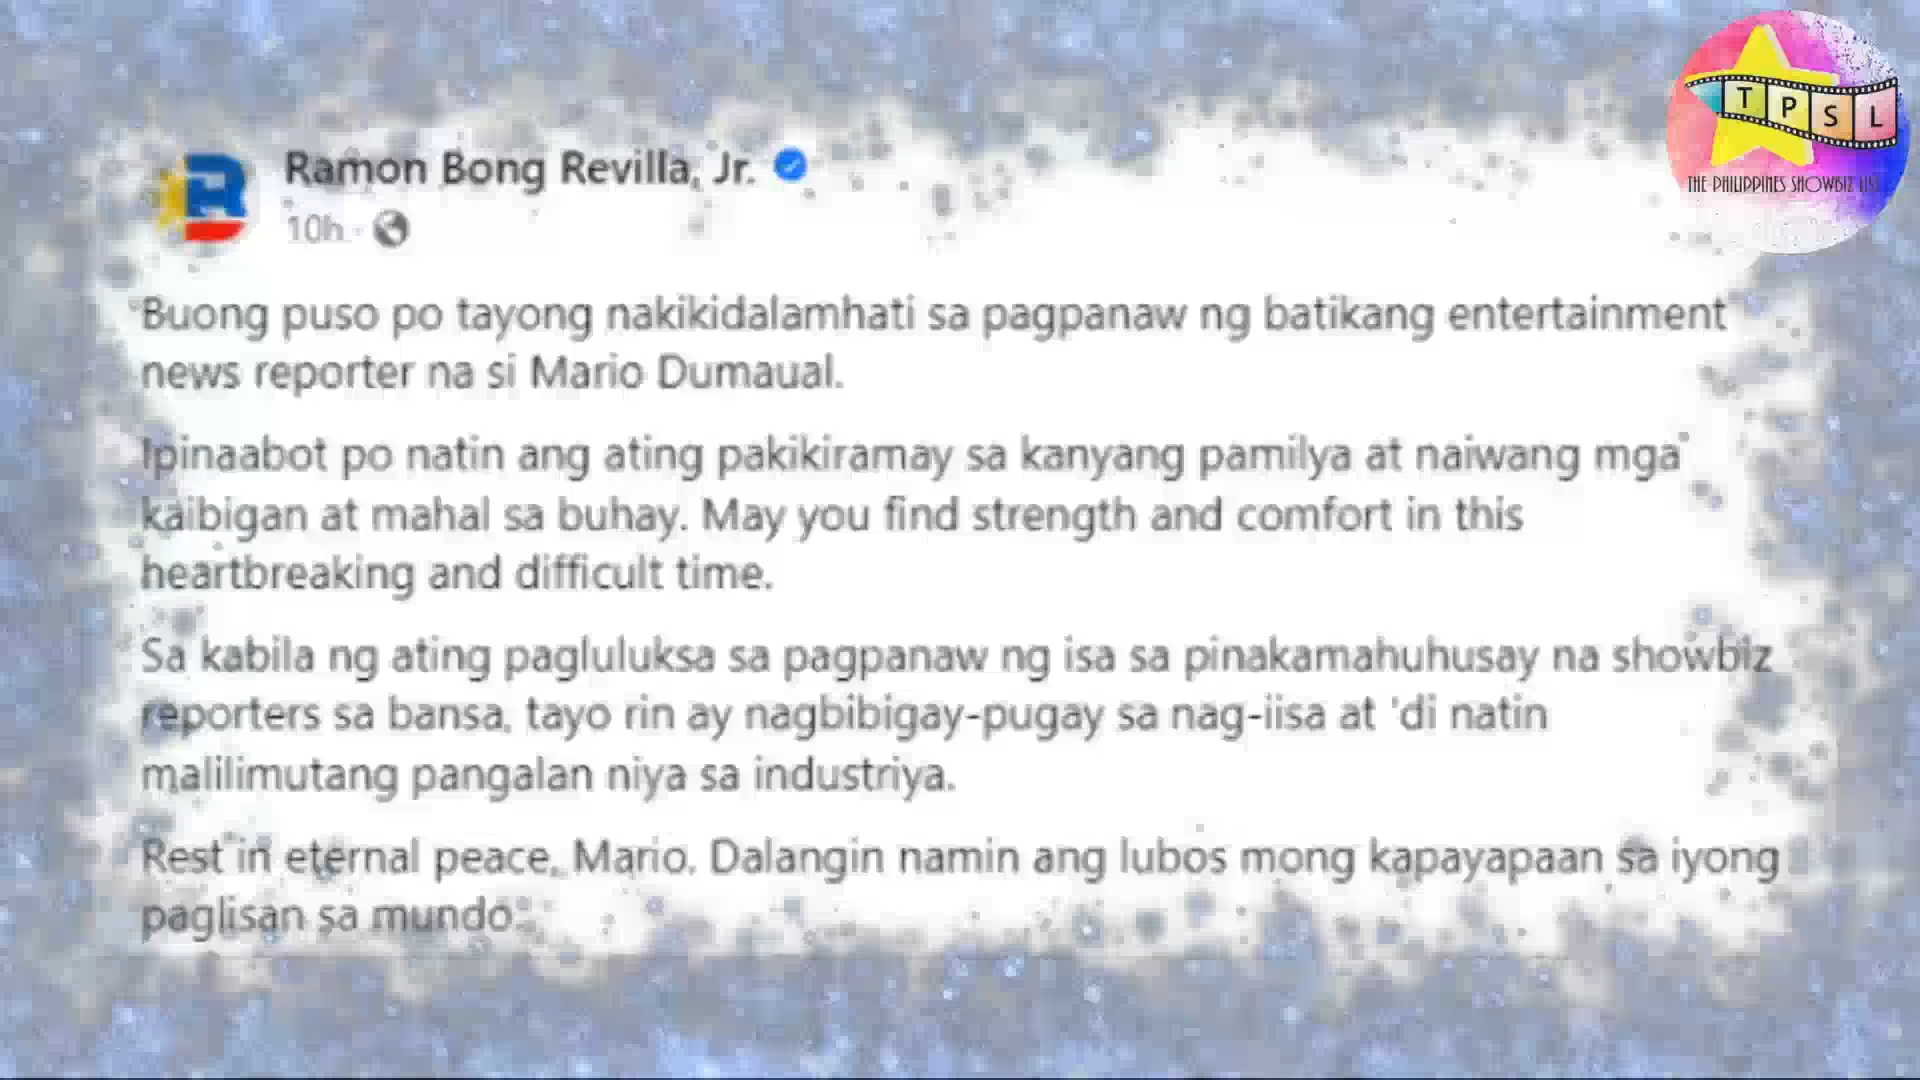 Ramon Bong Revilla, Jr.
10h ·
Buong puso po tayong nakikidalamhati sa pagpanaw ng batikang entertainment
news reporter na si Mario Dumaual.
Ipinaabot po natin ang ating pakikiramay sa kanyang pamilya at naiwang mga
kaibigan at mahal sa buhay. May you find strength and comfort in this
heartbreaking and difficult time.
Sa kabila ng ating pagluluksa sa pagpanaw ng isa sa pinakamahuhusay na showbiz
reporters sa bansa, tayo rin ay nagbibigay-pugay sa nag-iisa at 'di natin
malilimutang pangalan niya sa industriya.
Rest in eternal peace, Mario. Dalangin namin ang lubos mong kapayapaan sa iyong
paglisan sa mundo.
TPSL
THE PHILIPPINES SHOWBIZ LIST